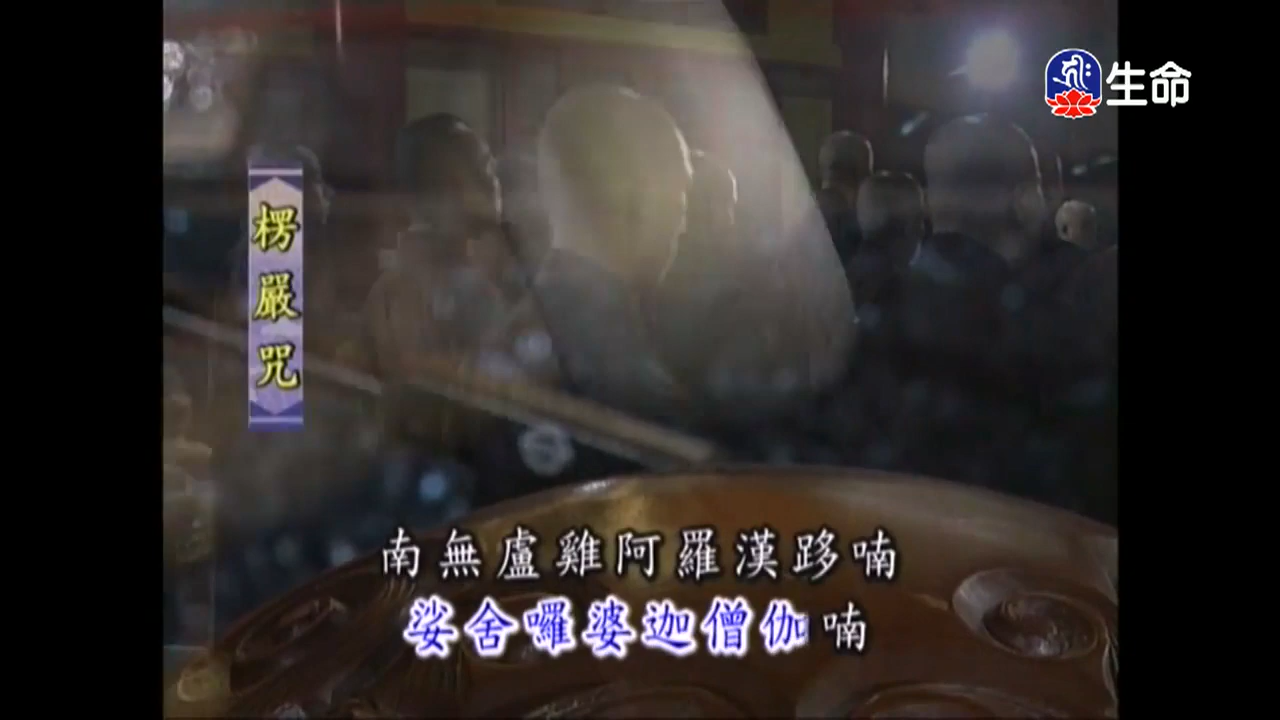 生命
楞嚴咒
南無盧雞阿羅漢跢喃
娑舍囉婆迦僧伽喃